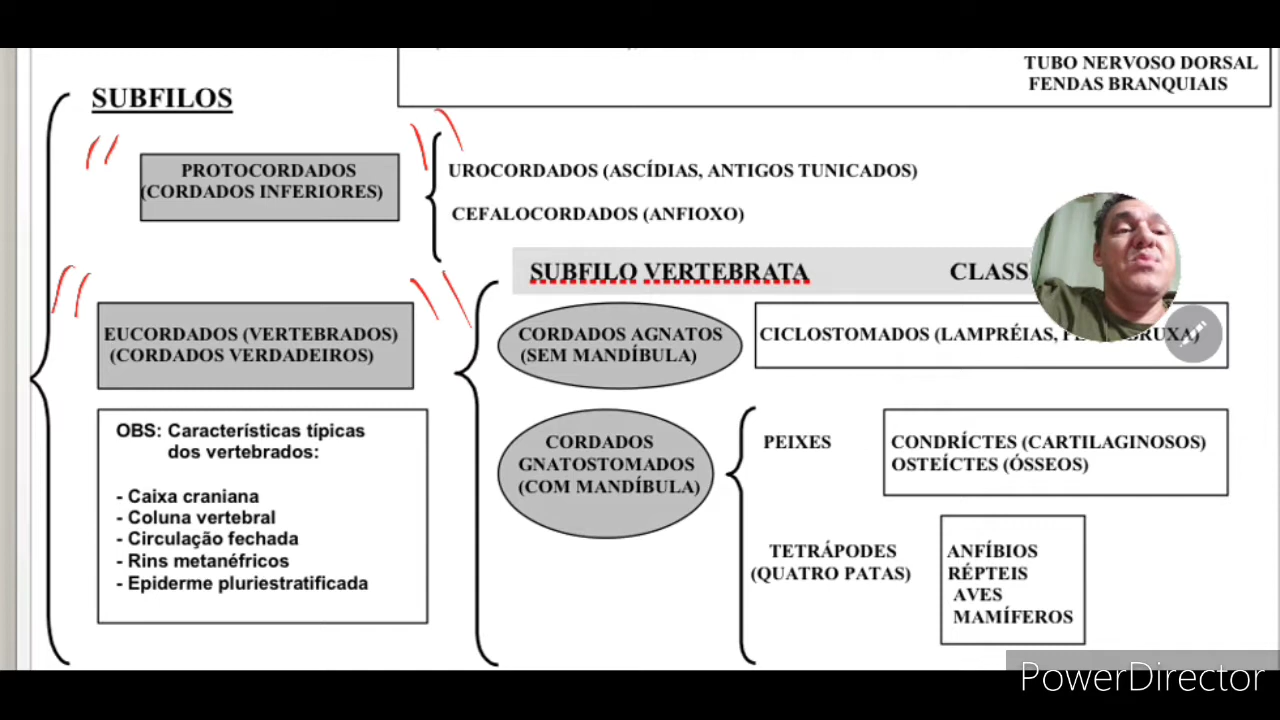 TUBO NERVOSO DORSAL
FENDAS BRANQUIAIS
SUBFILOS
PROTOCORDADOS
(CORDADOS INFERIORES)
UROCORDADOS (ASCÍDIAS, ANTIGOS TUNICADOS)
CEFALOCORDADOS (ANFIOXO)
SUBFILO VERTEBRATA CLASS
EUCORDADOS (VERTEBRADOS)
(CORDADOS VERDADEIROS)
CORDADOS AGNATOS
(SEM MANDÍBULA)
CICLOSTOMADOS (LAMPRÉIAS,
OBS: Características típicas
dos vertebrados:
- Caixa craniana
- Coluna vertebral
- Circulação fechada
- Rins metanéfricos
- Epiderme pluriestratificada
CORDADOS
GNATOSTOMADOS
(COM MANDÍBULA)
PEIXES
CONDRÍCTES (CARTILAGINOSOS)
OSTEÍCTES (ÓSSEOS)
TETRÁPODES
(QUATRO PATAS)
ANFÍBIOS
RÉPTEIS
AVES
MAMÍFEROS
PowerDirector